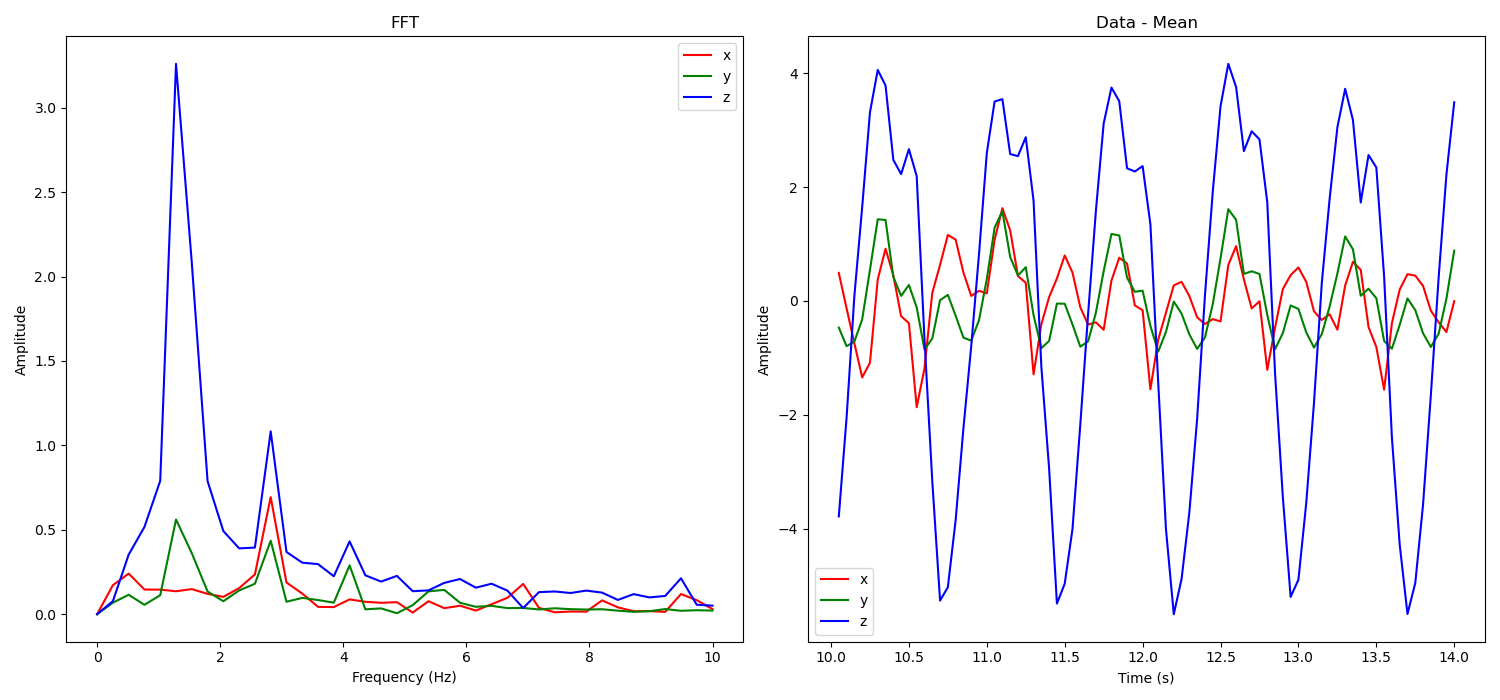 FFT
Amplitude
3.0
2.5
2.0
1.5
1.0
0.5
0.0
x
y
z
0 2 4 6 8 10
Frequency (Hz)
Data - Mean
Amplitude
4
2
0
−2
−4
x
y
z
10.0 10.5 11.0 11.5 12.0 12.5 13.0 13.5 14.0
Time (s)